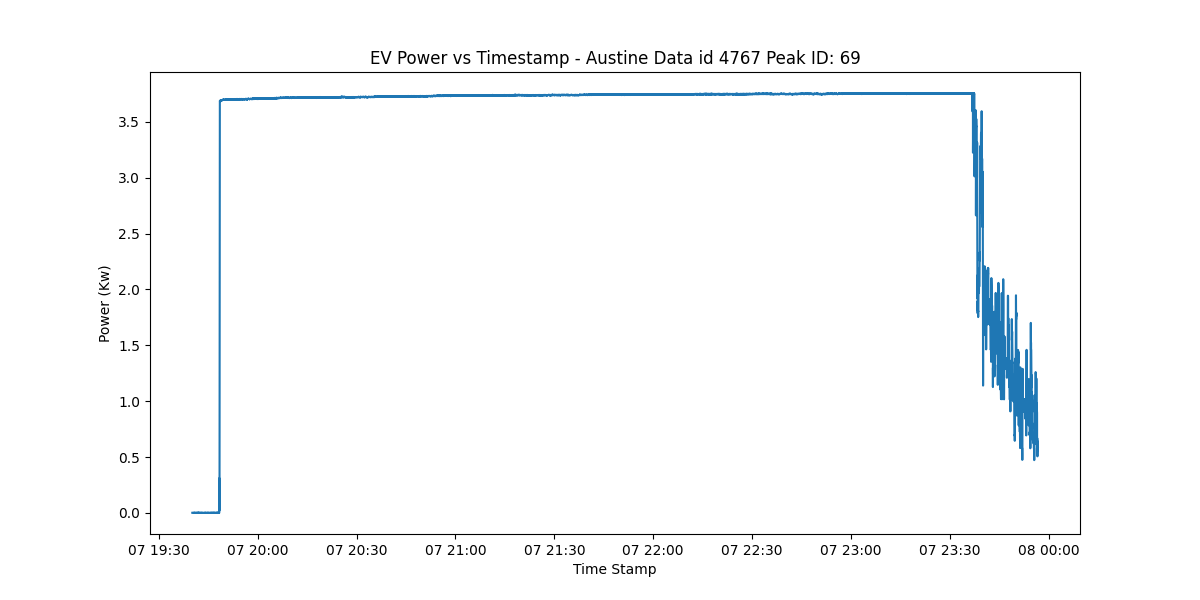 EV Power vs Timestamp - Austine Data id 4767 Peak ID: 69
Power (Kw)
3.5
3.0
2.5
2.0
1.5
1.0
0.5
0.0
07 19:30 07 20:00 07 20:30 07 21:00 07 21:30 07 22:00 07 22:30 07 23:00 07 23:30 08 00:00
Time Stamp